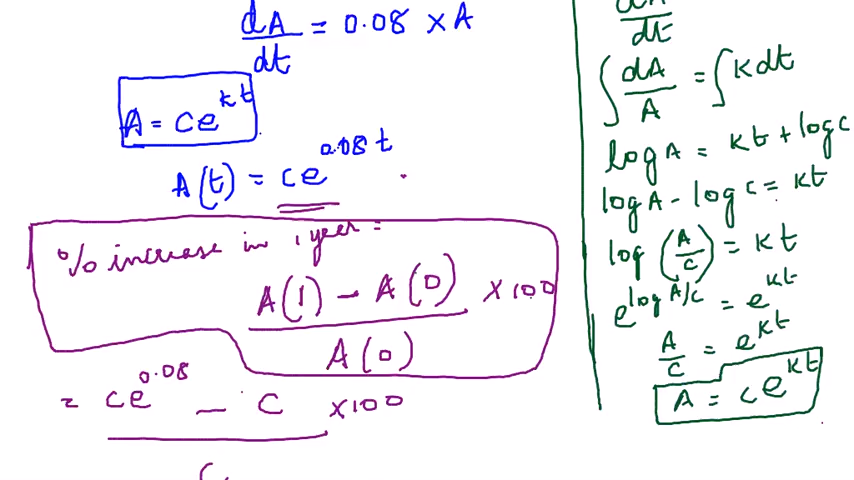 dA/dt = 0.08 × A
A = ce^{kt}
A(t) = ce^{0.08t}
% increase in 1 year =
(A(1) − A(0))/A(0) × 100
= (ce^{0.08} − c)/c × 100
dA/dt
∫ dA/A = ∫ K dt
log A = Kt + log C
log A - log C = Kt
log (A/C) = Kt
e^{log A/C} = e^{Kt}
A/C = e^{Kt}
A = ce^{Kt}